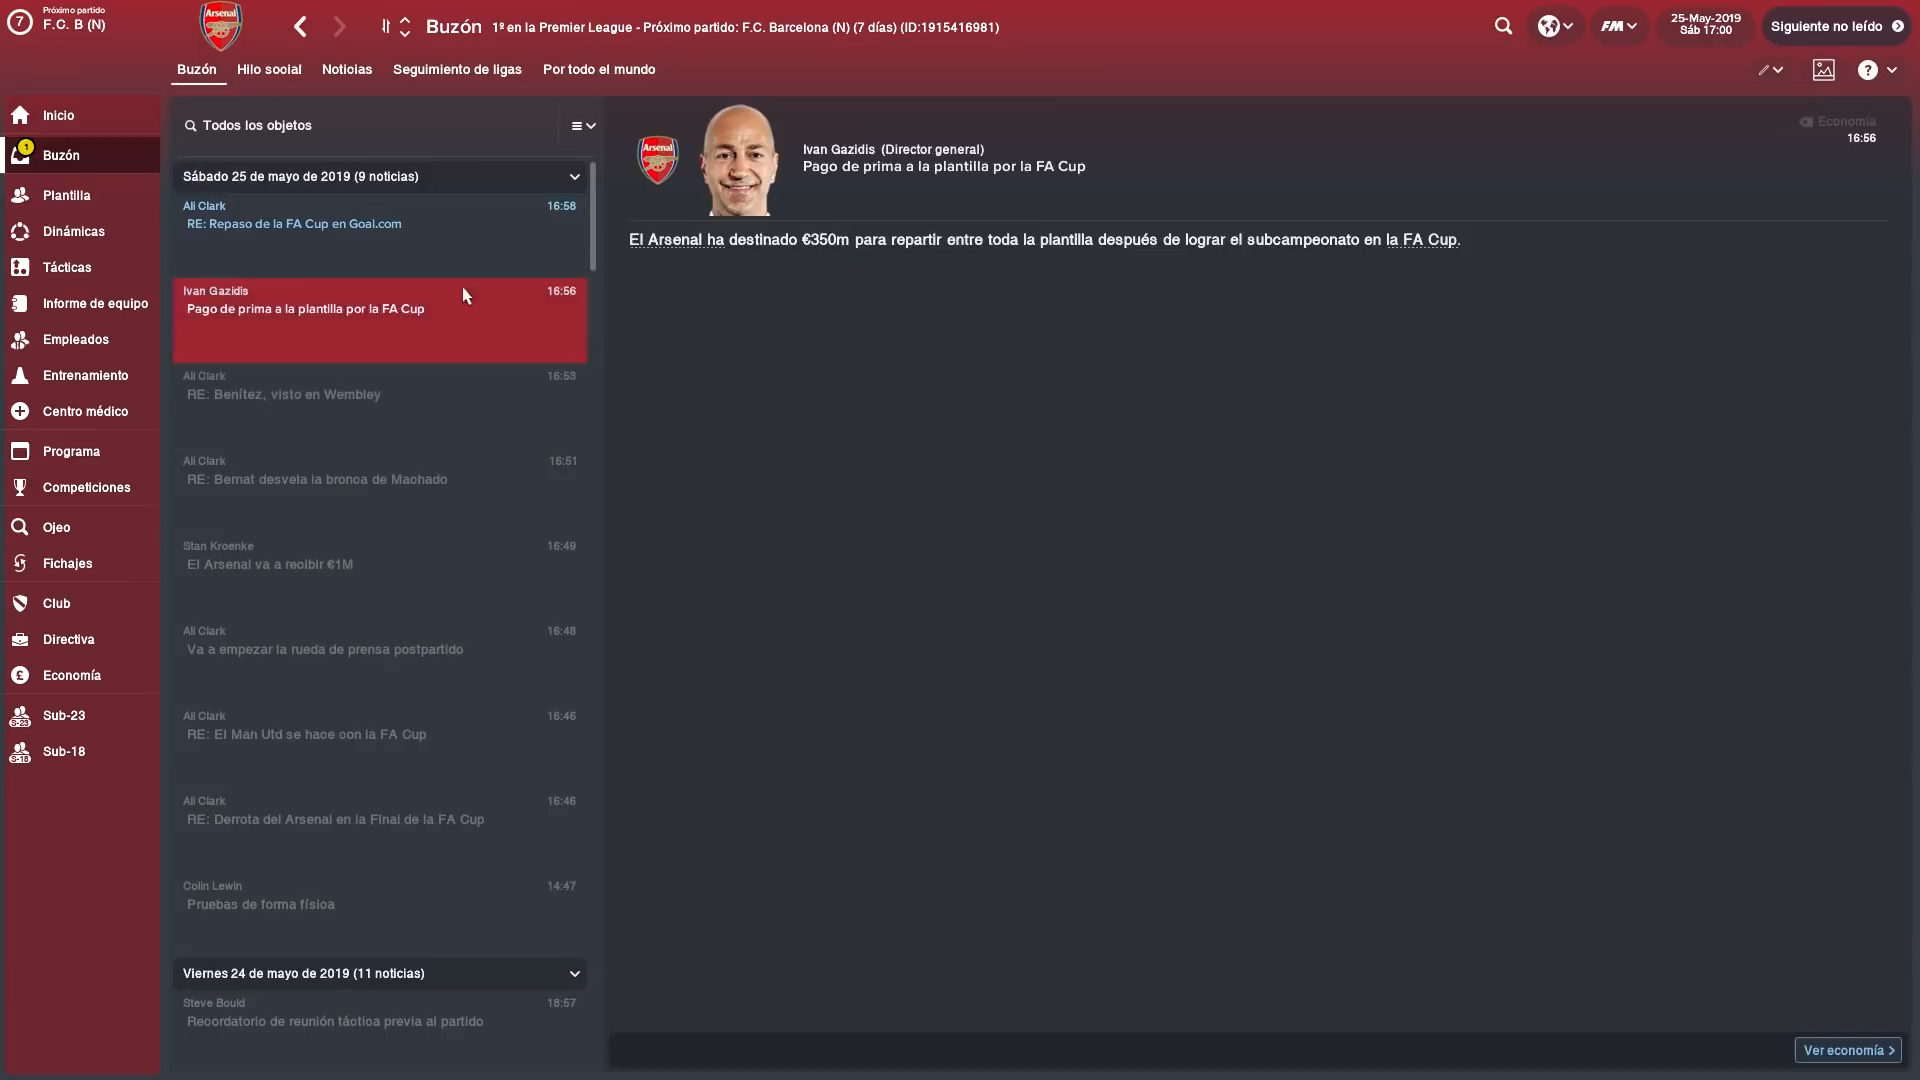 7
Próximo partido
F.C. B (N)
Arsenal
Buzón
1ª en la Premier League - Próximo partido: F.C. Barcelona (N) (7 días) (ID:1915416981)
FM
25-May-2019
Sáb 17:00
Siguiente no leído
Buzón
Hilo social
Noticias
Seguimiento de ligas
Por todo el mundo
?
Inicio
1
Buzón
Plantilla
Dinámicas
Tácticas
Informe de equipo
Empleados
Entrenamiento
Centro médico
Programa
Competiciones
Ojeo
Fichajes
Club
Directiva
£
Economía
S-23
Sub-23
S-18
Sub-18
Todos los objetos
Sábado 25 de mayo de 2019 (9 noticias)
Ali Clark 16:58
RE: Repaso de la FA Cup en Goal.com
Ivan Gazidis 16:56
Pago de prima a la plantilla por la FA Cup
Ali Clark 16:53
RE: Benítez, visto en Wembley
Ali Clark 16:51
RE: Bernat desvela la bronca de Machado
Stan Kroenke 16:49
El Arsenal va a recibir €1M
Ali Clark 16:48
Va a empezar la rueda de prensa postpartido
Ali Clark 16:46
RE: El Man Utd se hace con la FA Cup
Ali Clark 16:46
RE: Derrota del Arsenal en la Final de la FA Cup
Colin Lewin 14:47
Pruebas de forma física
Viernes 24 de mayo de 2019 (11 noticias)
Steve Bould 18:57
Recordatorio de reunión táctica previa al partido
Arsenal
Ivan Gazidis (Director general)
Pago de prima a la plantilla por la FA Cup
Economía
16:56
El Arsenal ha destinado €350m para repartir entre toda la plantilla después de lograr el subcampeonato en la FA Cup.
Ver economía